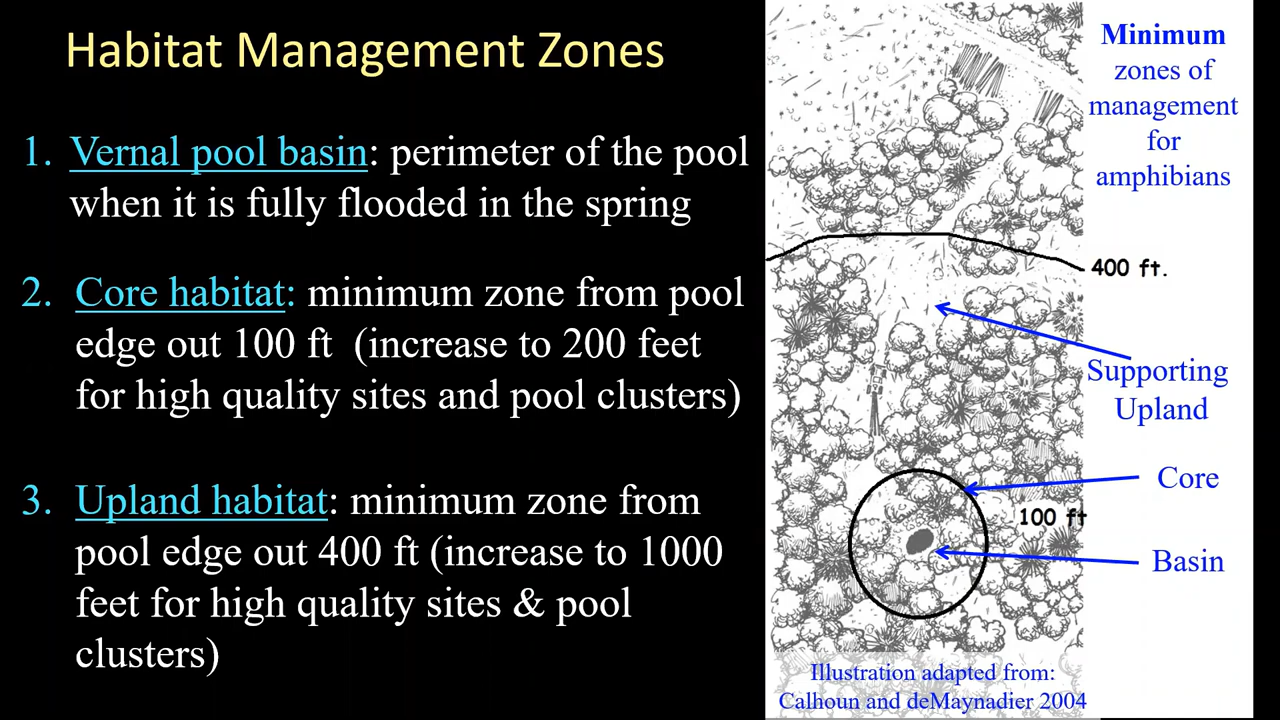 Habitat Management Zones
1. Vernal pool basin: perimeter of the pool
when it is fully flooded in the spring
2. Core habitat: minimum zone from pool
edge out 100 ft (increase to 200 feet
for high quality sites and pool clusters)
3. Upland habitat: minimum zone from
pool edge out 400 ft (increase to 1000
feet for high quality sites & pool
clusters)
Minimum
zones of
management
for
amphibians
400 ft.
Supporting
Upland
Core
100 ft
Basin
Illustration adapted from:
Calhoun and deMaynadier 2004